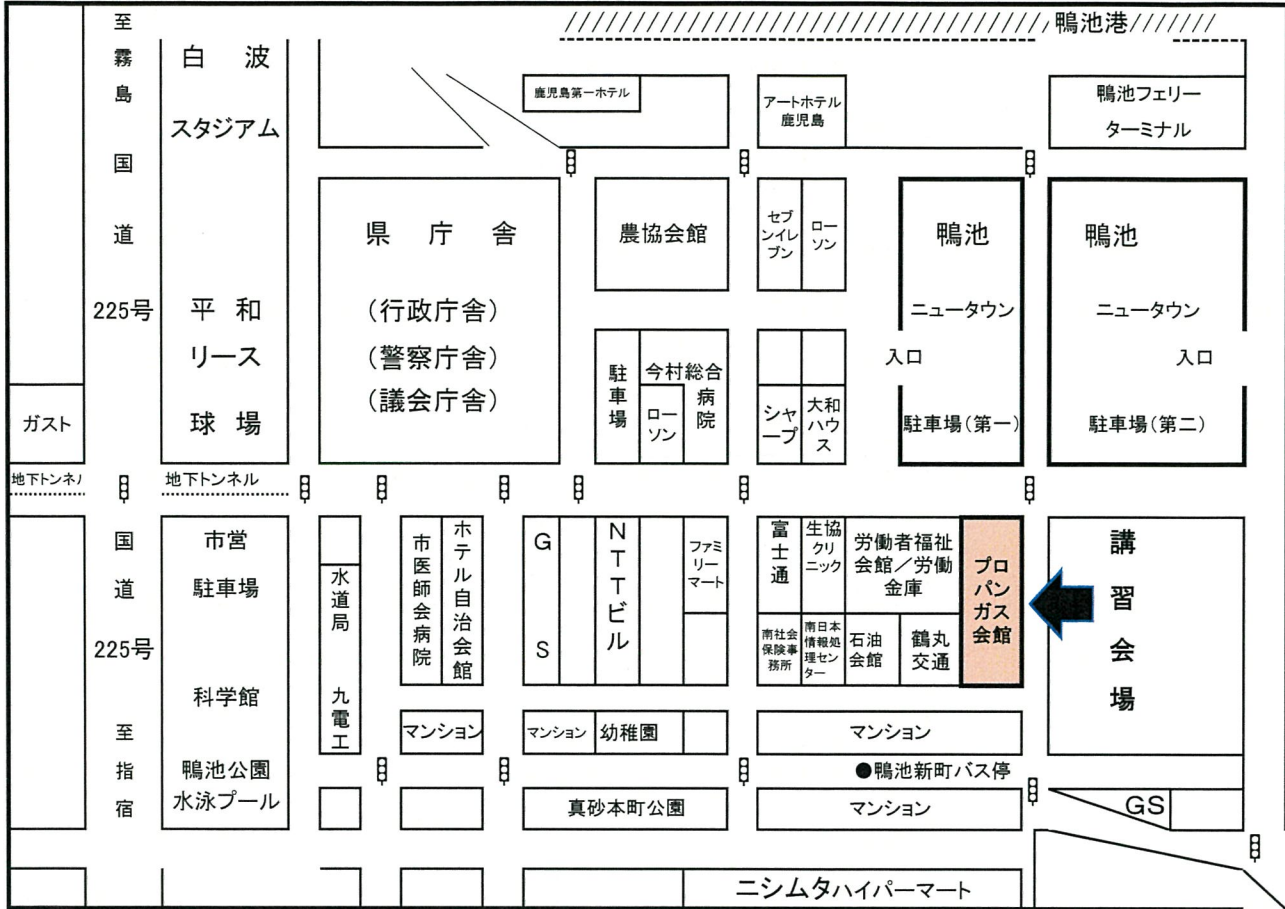 至
霧
島
国
道
225号
白 波
スタジアム
平 和
リース
球 場
鴨池港
鹿児島第一ホテル
アートホテル
鹿児島
鴨池フェリー
ターミナル
県 庁 舎
(行政庁舎)
(警察庁舎)
(議会庁舎)
農協会館
セブ
ンイレ
ブン
ロー
ソン
鴨池
ニュータウン
入口
駐車場(第一)
鴨池
ニュータウン
入口
駐車場(第二)
駐
車
場
今村総合
病
院
ロー
ソン
シャ
ープ
大和
ハウ
ス
ガスト
地下トンネル
地下トンネル
国
道
225号
至
指
宿
市営
駐車場
科学館
鴨池公園
水泳プール
水
道
局
九
電
工
市
医
師
会
病
院
ホ
テ
ル
自
治
会
館
G
S
N
T
T
ビ
ル
ファミ
リー
マート
富
士
通
生協
クリ
ニック
労働者福祉
会館/労働
金庫
プロ
パン
ガス
会館
講
習
会
場
南社会
保険事
務所
南日本
情報処
理セン
ター
石油
会館
鶴丸
交通
マンション
マンション
幼稚園
マンション
●鴨池新町バス停
真砂本町公園
マンション
GS
ニシムタハイパーマート